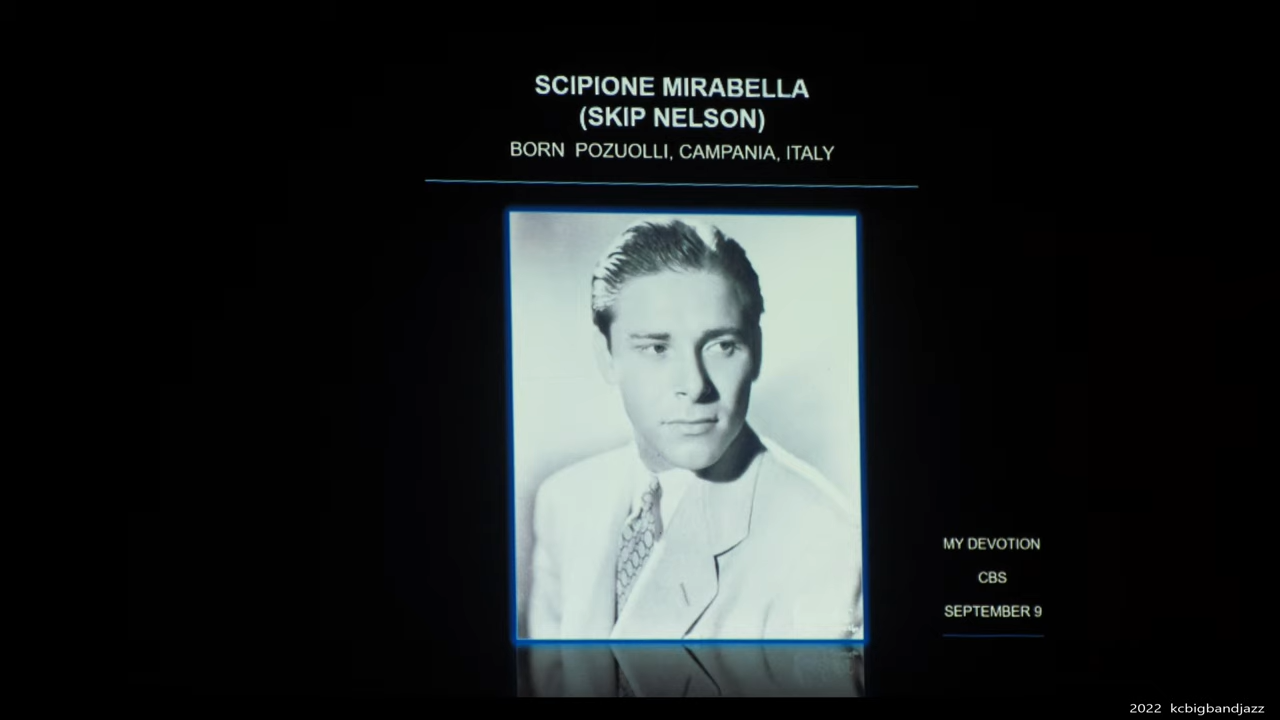 SCIPIONE MIRABELLA
(SKIP NELSON)
BORN POZUOLLI, CAMPANIA, ITALY
MY DEVOTION
CBS
SEPTEMBER 9
2022 kcbigbandjazz